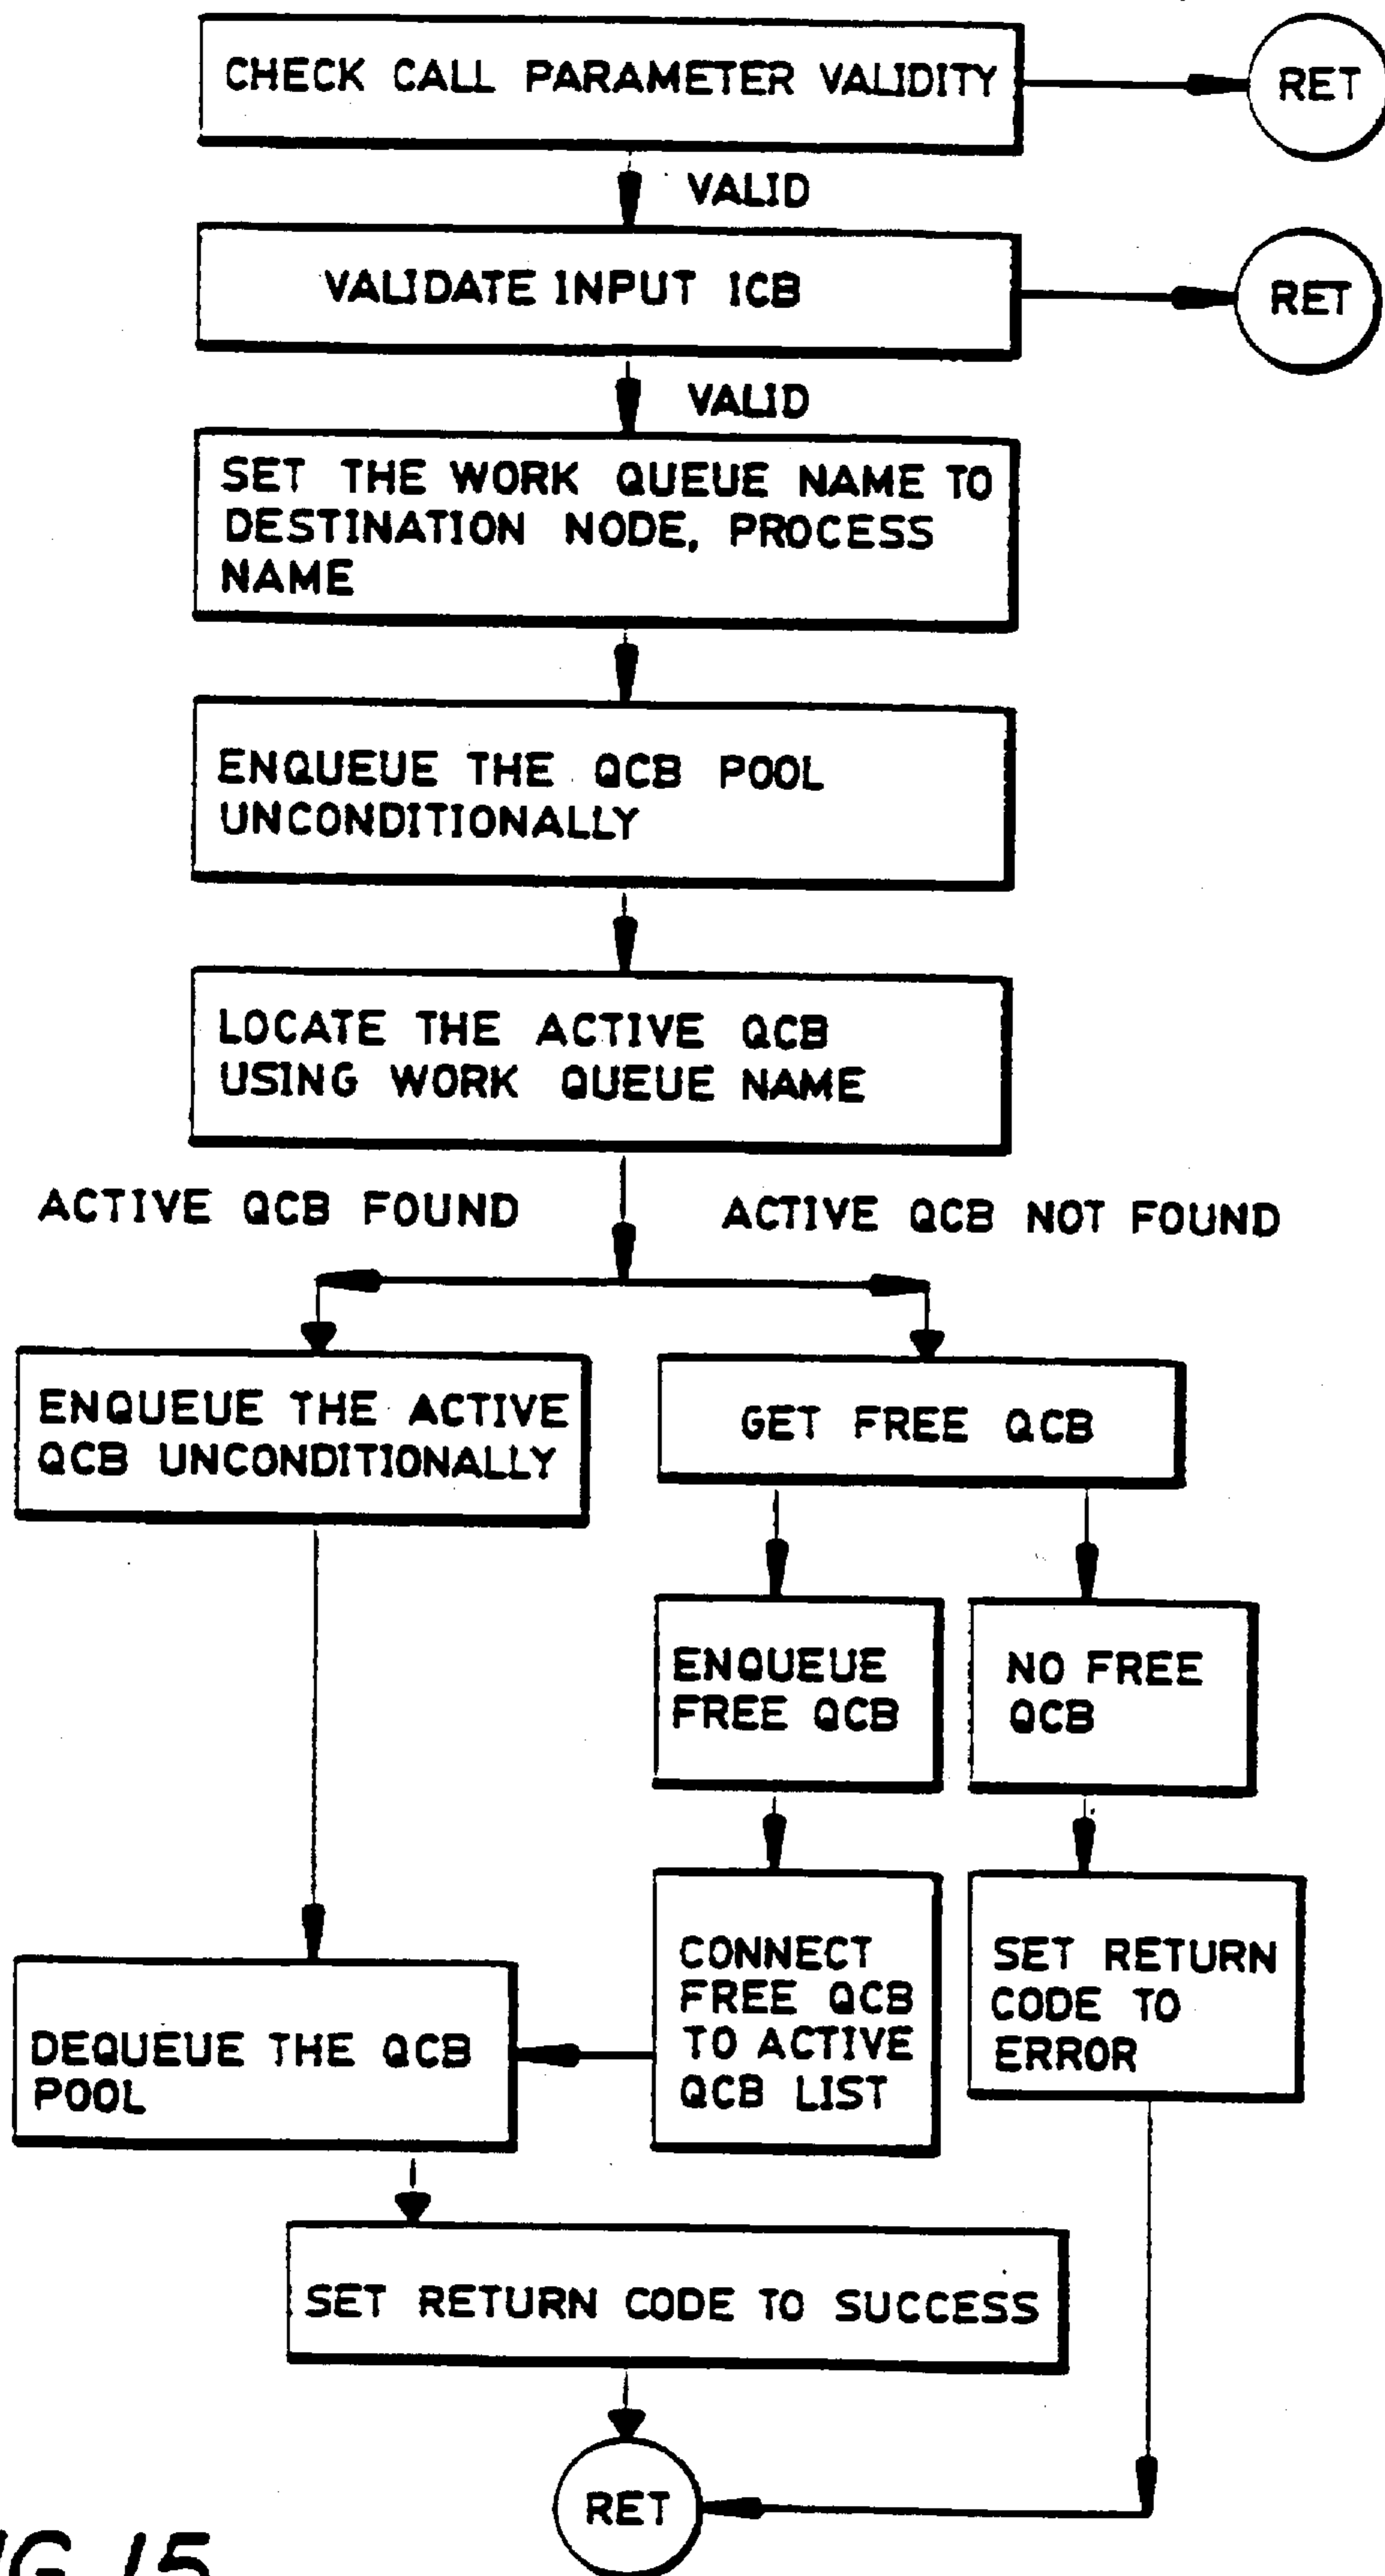 CHECK CALL PARAMETER VALIDITY
RET
VALID
VALIDATE INPUT ICB
RET
VALID
SET THE WORK QUEUE NAME TO
DESTINATION NODE, PROCESS
NAME
ENQUEUE THE QCB POOL
UNCONDITIONALLY
LOCATE THE ACTIVE QCB
USING WORK QUEUE NAME
ACTIVE QCB FOUND
ACTIVE QCB NOT FOUND
ENQUEUE THE ACTIVE
QCB UNCONDITIONALLY
GET FREE QCB
ENQUEUE
FREE QCB
NO FREE
QCB
CONNECT
FREE QCB
TO ACTIVE
QCB LIST
SET RETURN
CODE TO
ERROR
DEQUEUE THE QCB
POOL
SET RETURN CODE TO SUCCESS
RET
15